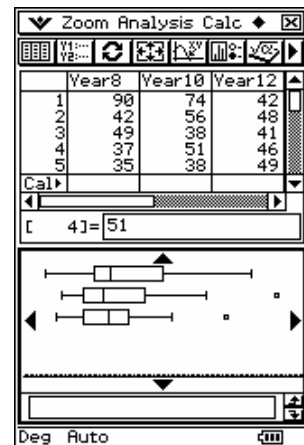 Zoom Analysis Calc
Year8 Year10 Year12
1 90 74 42
2 42 56 48
3 49 38 41
4 37 51 46
5 35 38 49
Cal
[ 4]= 51
Deg Auto